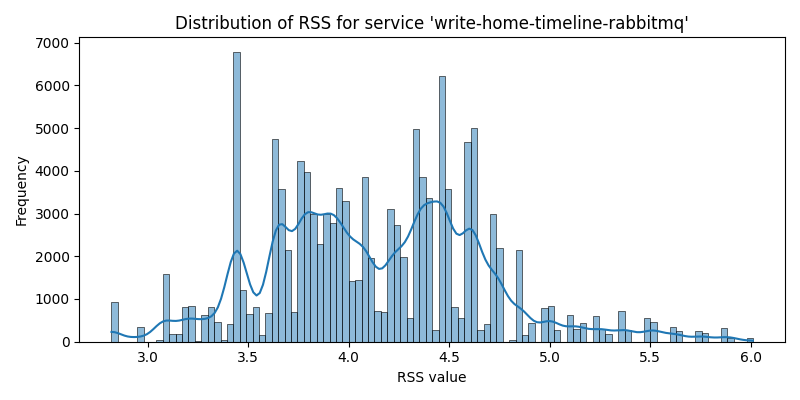 Distribution of RSS for service 'write-home-timeline-rabbitmq'
Frequency
7000
6000
5000
4000
3000
2000
1000
0
3.0 3.5 4.0 4.5 5.0 5.5 6.0
RSS value